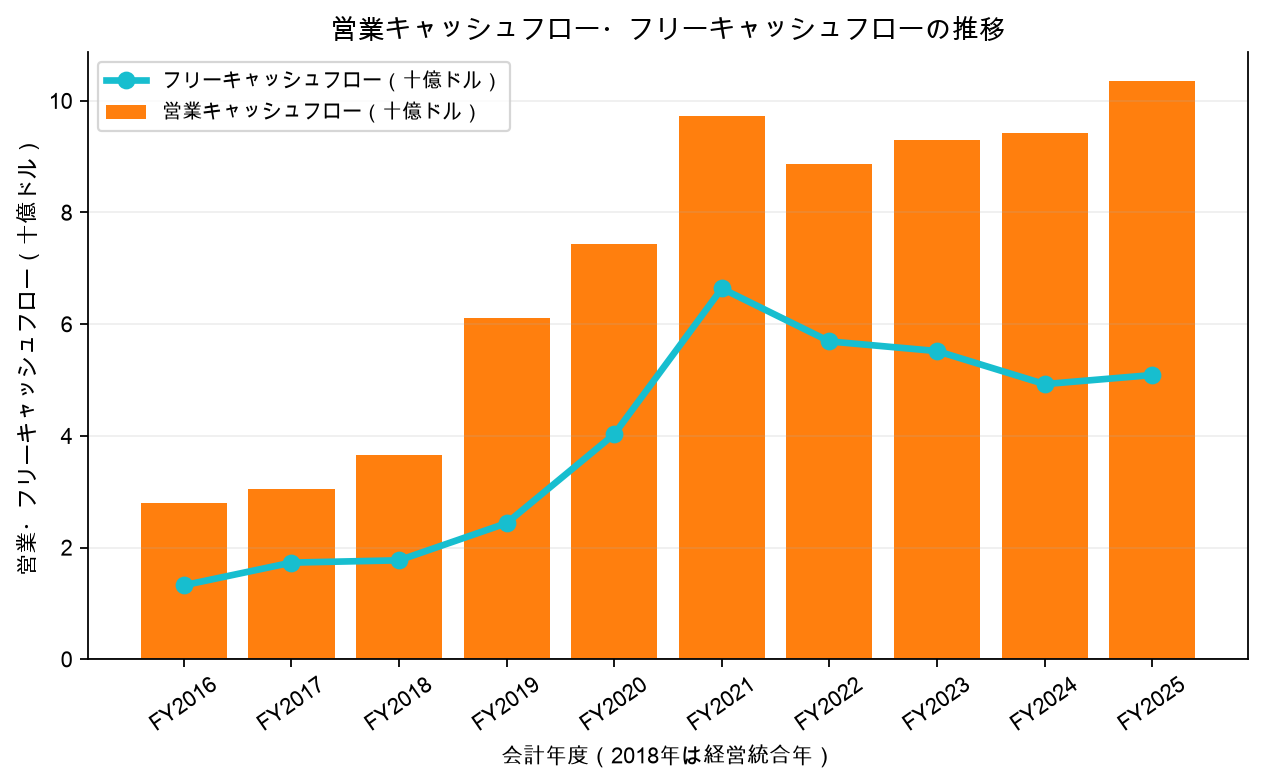 営業キャッシュフロー・フリーキャッシュフローの推移
フリーキャッシュフロー（十億ドル）
営業キャッシュフロー（十億ドル）
営業・フリーキャッシュフロー（十億ドル）
10
8
6
4
2
0
FY2016
FY2017
FY2018
FY2019
FY2020
FY2021
FY2022
FY2023
FY2024
FY2025
会計年度（2018年は経営統合年）